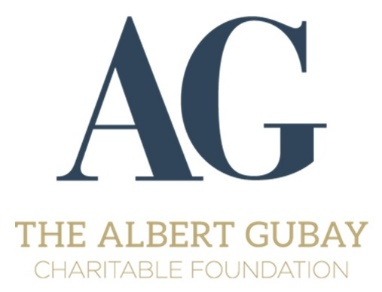 AG
THE ALBERT GUBAY
CHARITABLE FOUNDATION